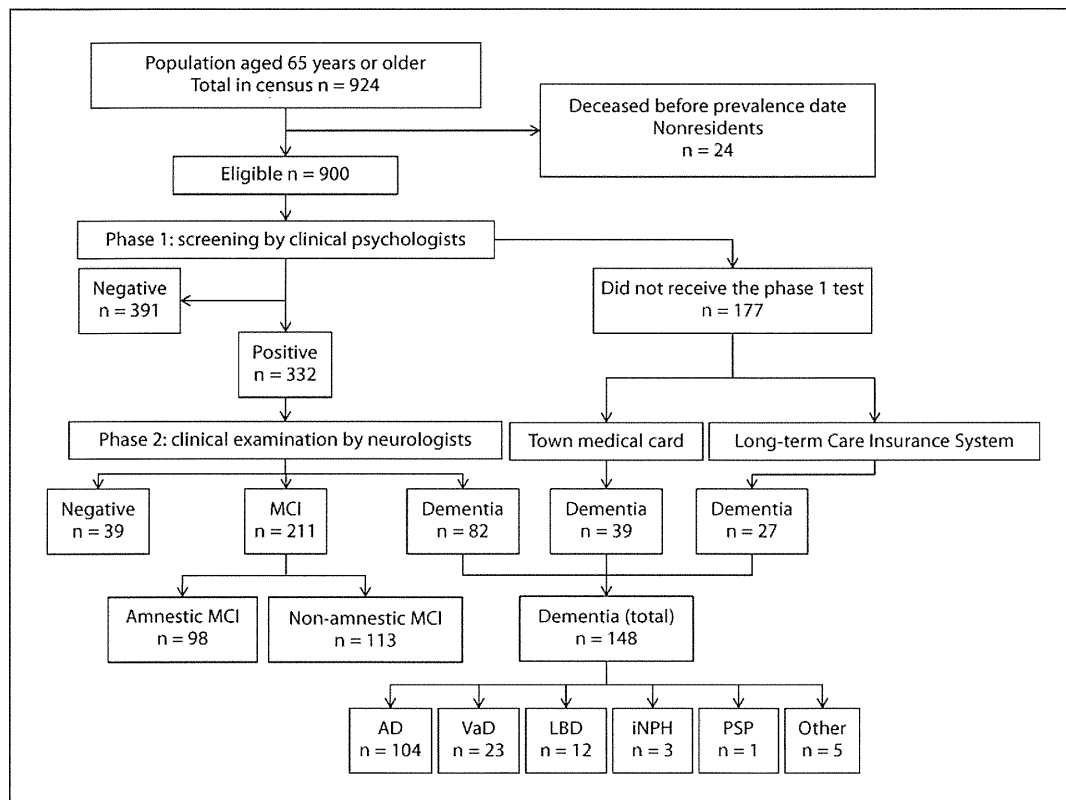 Population aged 65 years or older
Total in census n = 924
Deceased before prevalence date
Nonresidents
n = 24
Eligible n = 900
Phase 1: screening by clinical psychologists
Negative
n = 391
Did not receive the phase 1 test
n = 177
Positive
n = 332
Phase 2: clinical examination by neurologists
Town medical card
Long-term Care Insurance System
Negative
n = 39
MCI
n = 211
Dementia
n = 82
Dementia
n = 39
Dementia
n = 27
Amnestic MCI
n = 98
Non-amnestic MCI
n = 113
Dementia (total)
n = 148
AD
n = 104
VaD
n = 23
LBD
n = 12
iNPH
n = 3
PSP
n = 1
Other
n = 5